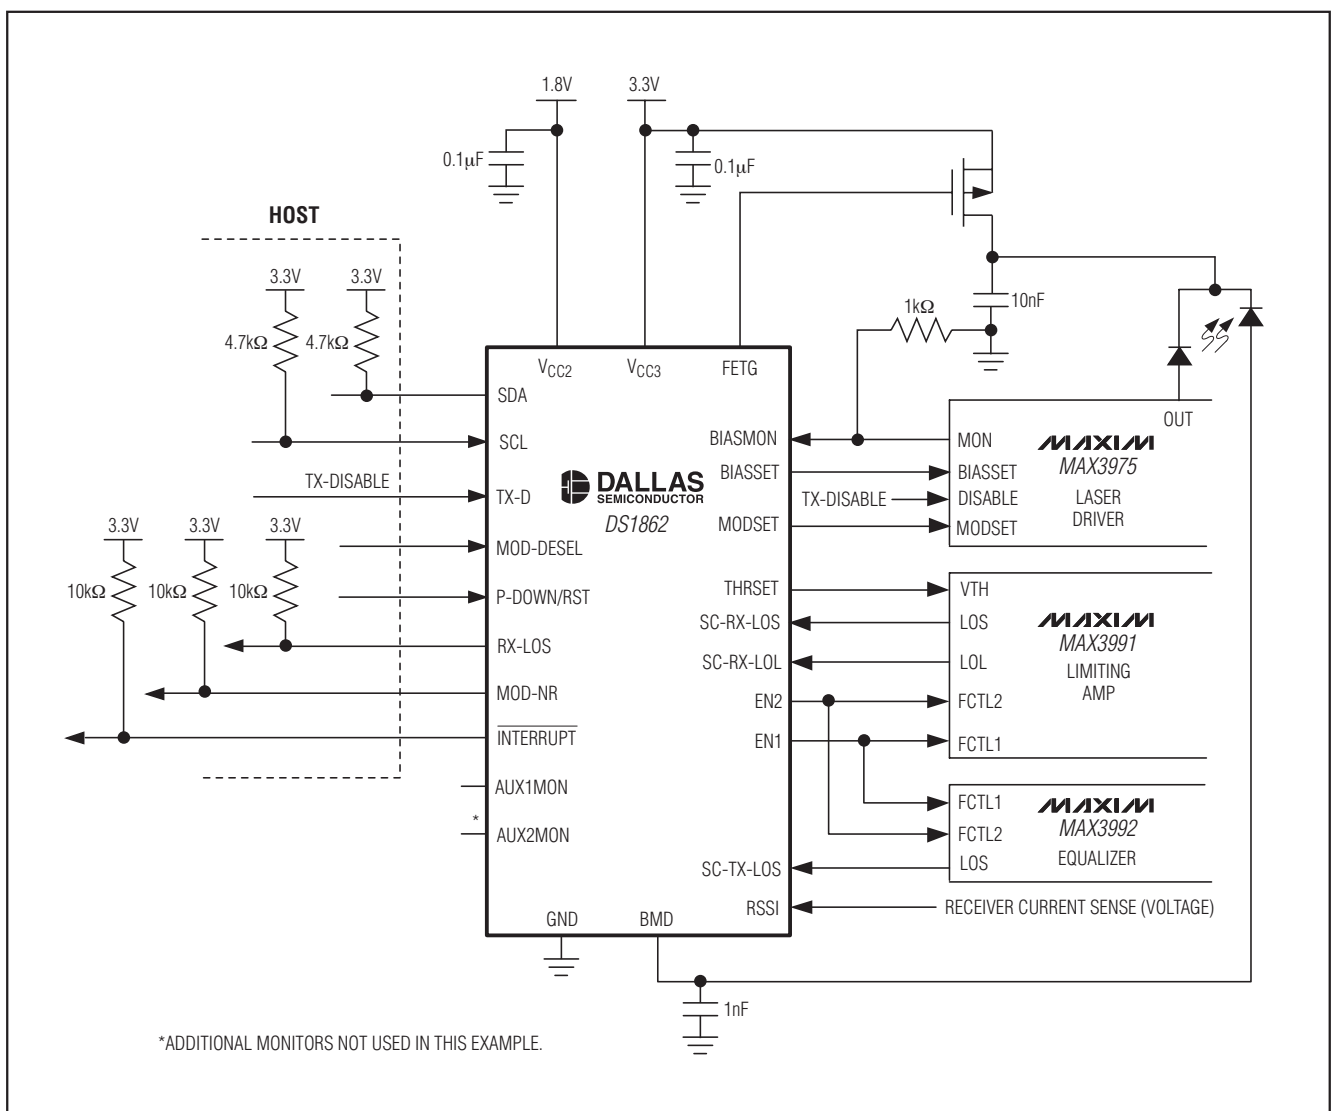 1.8V
3.3V
0.1µF
0.1µF
HOST
3.3V
3.3V
4.7kΩ
4.7kΩ
1kΩ
10nF
VCC2
VCC3
FETG
SDA
SCL
TX-DISABLE
TX-D
MOD-DESEL
P-DOWN/RST
RX-LOS
MOD-NR
INTERRUPT
AUX1MON
*
AUX2MON
3.3V
3.3V
3.3V
10kΩ
10kΩ
10kΩ
DALLAS
SEMICONDUCTOR
DS1862
BIASMON
BIASSET
MODSET
THRSET
SC-RX-LOS
SC-RX-LOL
EN2
EN1
SC-TX-LOS
RSSI
GND
BMD
TX-DISABLE
OUT
MON
BIASSET
DISABLE
MODSET
MAXIM
MAX3975
LASER
DRIVER
VTH
LOS
LOL
FCTL2
FCTL1
MAXIM
MAX3991
LIMITING
AMP
FCTL1
FCTL2
LOS
MAXIM
MAX3992
EQUALIZER
RECEIVER CURRENT SENSE (VOLTAGE)
1nF
*ADDITIONAL MONITORS NOT USED IN THIS EXAMPLE.